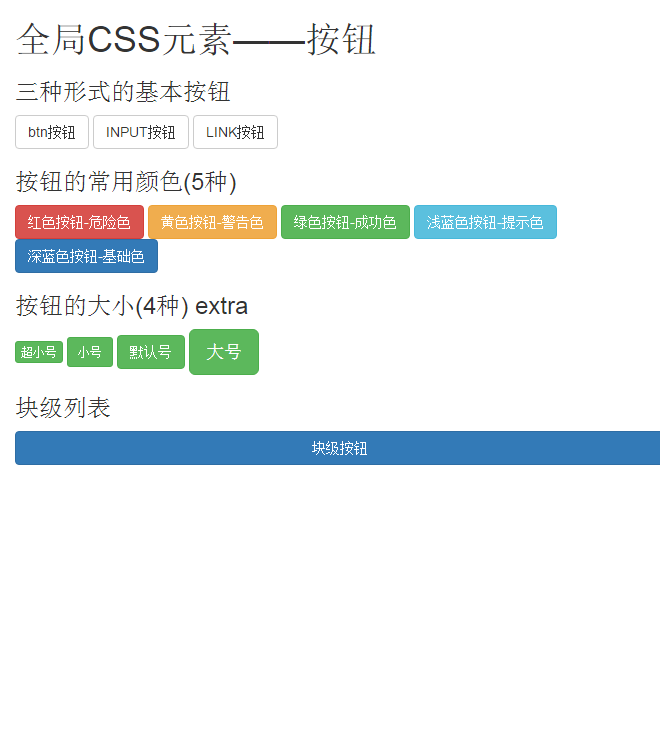 全局CSS元素——按钮
三种形式的基本按钮
btn按钮 INPUT按钮 LINK按钮
按钮的常用颜色(5种)
红色按钮-危险色 黄色按钮-警告色 绿色按钮-成功色 浅蓝色按钮-提示色
深蓝色按钮-基础色
按钮的大小(4种) extra
超小号 小号 默认号 大号
块级列表
块级按钮